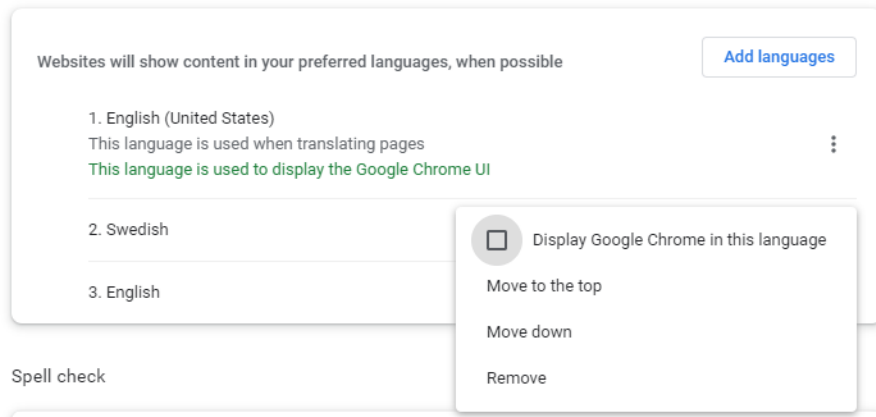 Websites will show content in your preferred languages, when possible
Add languages
1. English (United States)
This language is used when translating pages
This language is used to display the Google Chrome UI
2. Swedish
3. English
Display Google Chrome in this language
Move to the top
Move down
Remove
Spell check